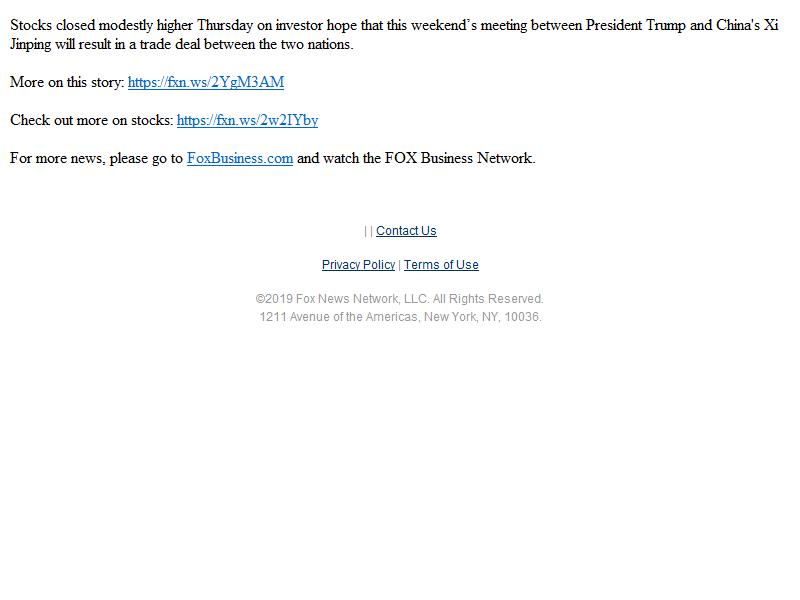 Stocks closed modestly higher Thursday on investor hope that this weekend’s meeting between President Trump and China's Xi
Jinping will result in a trade deal between the two nations.
More on this story: https://fxn.ws/2YgM3AM
Check out more on stocks: https://fxn.ws/2w2IYby
For more news, please go to FoxBusiness.com and watch the FOX Business Network.
| | Contact Us
Privacy Policy | Terms of Use
©2019 Fox News Network, LLC. All Rights Reserved.
1211 Avenue of the Americas, New York, NY, 10036.